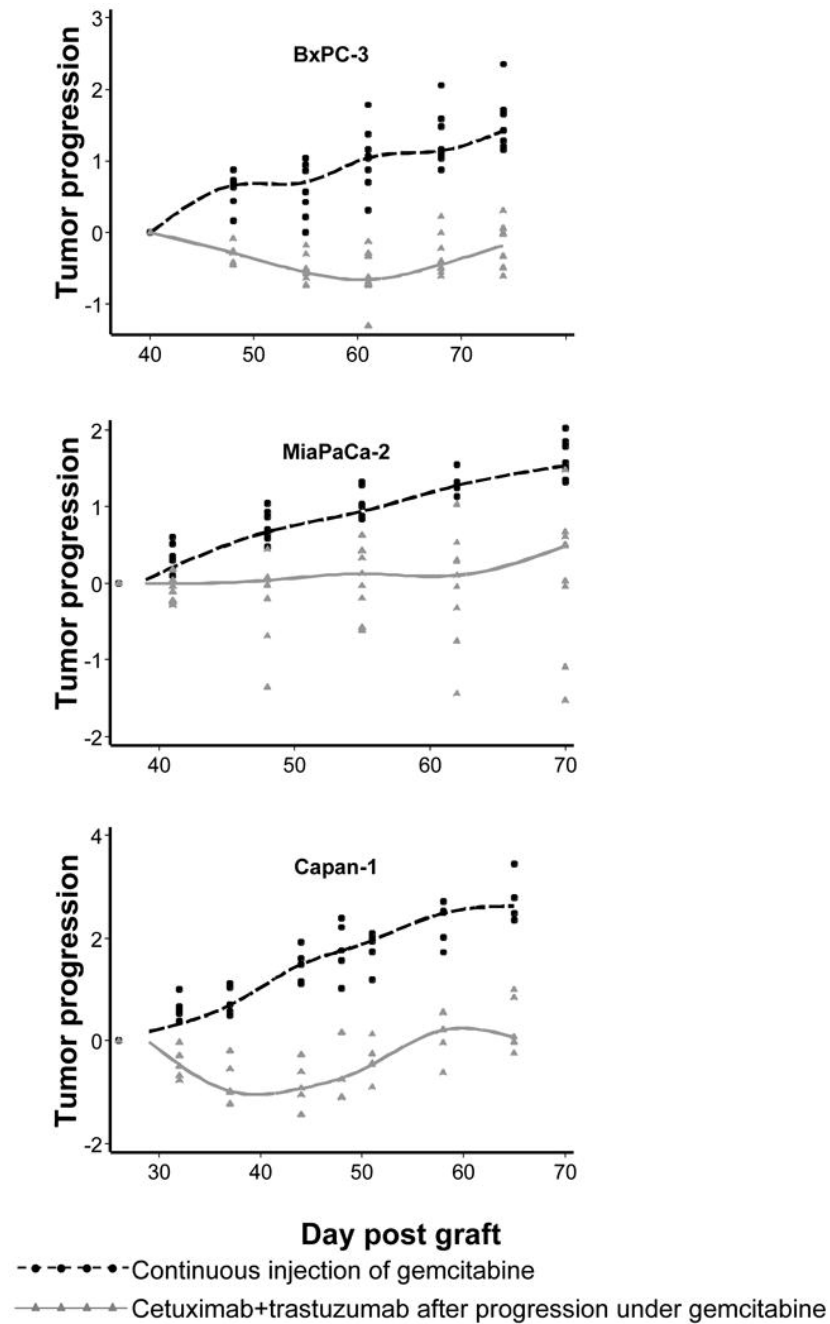 BxPC-3
Tumor progression
3
2
1
0
-1
40 50 60 70
MiaPaCa-2
Tumor progression
2
1
0
-1
-2
40 50 60 70
Capan-1
Tumor progression
4
2
0
-2
30 40 50 60 70
Day post graft
Continuous injection of gemcitabine
Cetuximab+trastuzumab after progression under gemcitabine